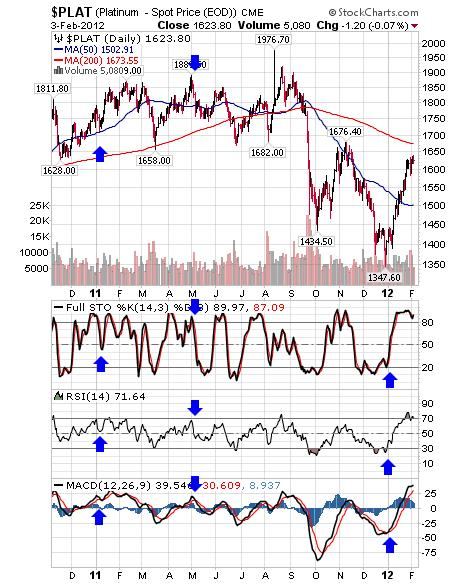 $PLAT (Platinum - Spot Price (EOD)) CME © StockCharts.com
3-Feb-2012 Close 1623.80 Volume 5,080 Chg -1.20 (-0.07%)
$PLAT (Daily) 1623.80
MA(50) 1502.91
MA(200) 1673.55
Volume 5,080
1811.80
1628.00
1658.00
1976.70
1682.00
1676.40
1434.50
1347.60
2000
1950
1900
1850
1800
1750
1700
1650
1600
1550
1500
1450
1400
1350
25K
20K
15K
10000
5000
D 11 F M A M J J A S O N D 12 F
Full STO %K(14,3) 89.97, 87.09
80
50
20
RSI(14) 71.64
90
70
50
30
10
MACD(12,26,9) 30.609, 8.937
25
0
-25
-50
-75
D 11 F M A M J J A S O N D 12 F